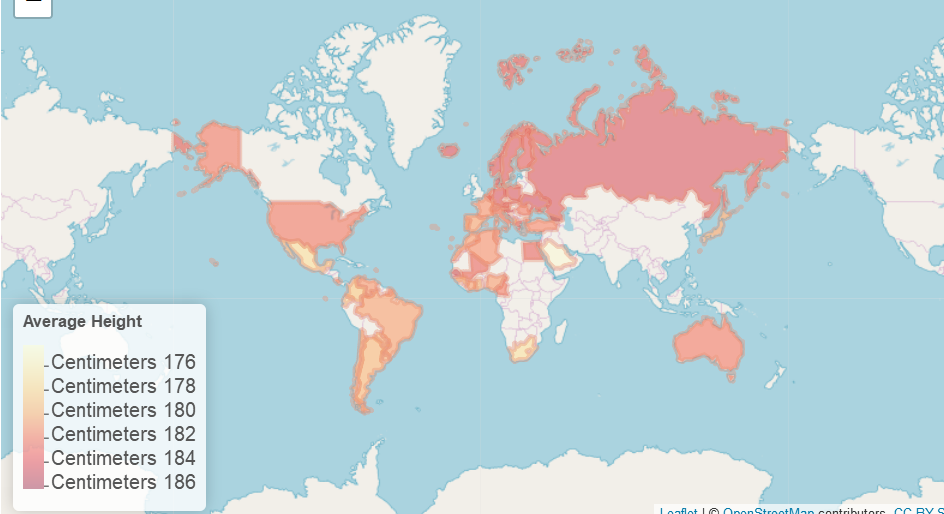 Average Height
Centimeters 176
Centimeters 178
Centimeters 180
Centimeters 182
Centimeters 184
Centimeters 186
Leaflet | © OpenStreetMap contributors, CC BY S